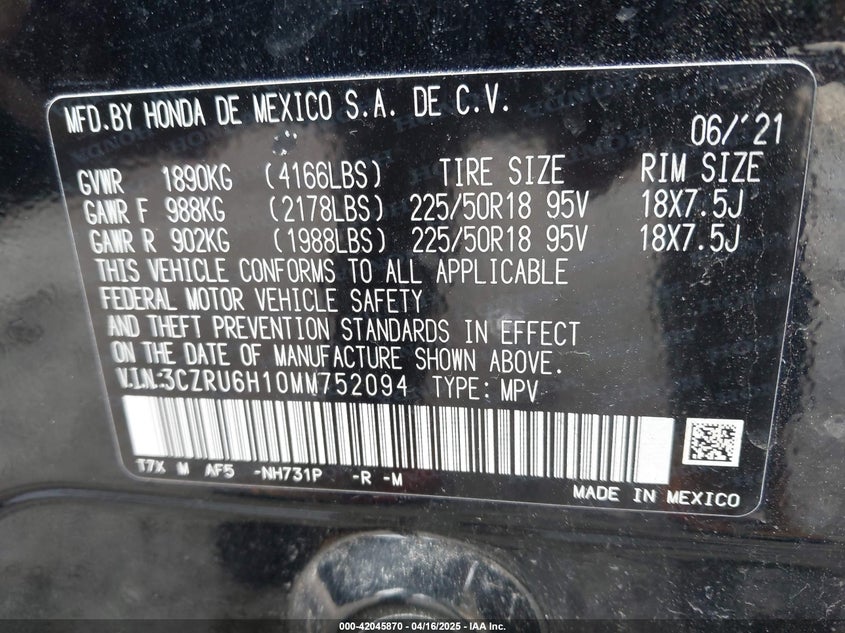 MFD.BY HONDA DE MEXICO S.A. DE C.V.
06/'21
GVWR 1890KG (4166LBS) TIRE SIZE RIM SIZE
GAWR F 988KG (2178LBS) 225/50R18 95V 18X7.5J
GAWR R 902KG (1988LBS) 225/50R18 95V 18X7.5J
THIS VEHICLE CONFORMS TO ALL APPLICABLE
FEDERAL MOTOR VEHICLE SAFETY
AND THEFT PREVENTION STANDARDS IN EFFECT
ON THE DATE OF MANUFACTURE SHOWN ABOVE.
V.I.N:3CZRU6H10MM752094 TYPE: MPV
T7X M AF5 -NH731P -R -M
MADE IN MEXICO
000-42045870 - 04/16/2025 - IAA Inc.